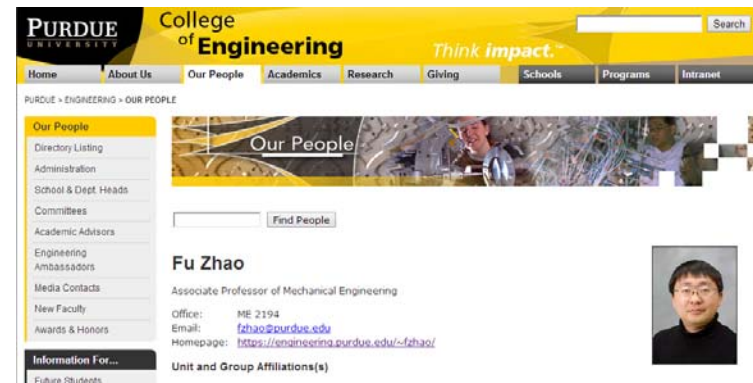 PURDUE
UNIVERSITY
College
of Engineering
Think impact.
Search
Home About Us Our People Academics Research Giving Schools Programs Intranet
PURDUE > ENGINEERING > OUR PEOPLE
Our People
Directory Listing
Administration
School & Dept. Heads
Committees
Academic Advisors
Engineering
Ambassadors
Media Contacts
New Faculty
Awards & Honors
Information For...
Future Students
Our People
Find People
Fu Zhao
Associate Professor of Mechanical Engineering
Office: ME 2194
Email: fzhao@purdue.edu
Homepage: https://engineering.purdue.edu/~fzhao/
Unit and Group Affiliations(s)